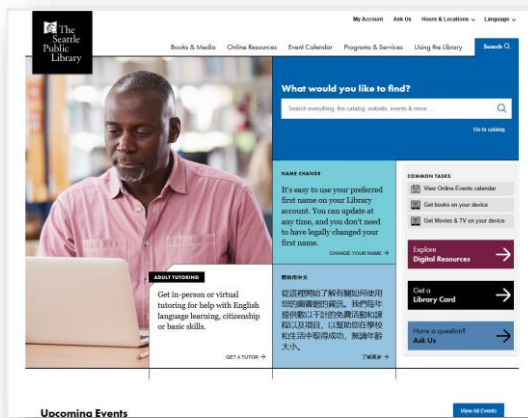 My Account Ask Us Hours & Locations Language
The
Seattle
Public
Library
Books & Media Online Resources Event Calendar Programs & Services Using the Library Search
What would you like to find?
Search everything: the catalog, website, events & more ...
Go to catalog
NAME CHANGE
It's easy to use your preferred
first name on your Library
account. You can update at
any time, and you don't need
to have legally changed your
first name.
CHANGE YOUR NAME →
COMMON TASKS
View Online Events calendar
Get books on your device
Get Movies & TV on your device
Explore
Digital Resources
Get a
Library Card
Have a question?
Ask Us
ADULT TUTORING
Get in-person or virtual
tutoring for help with English
language learning, citizenship
or basic skills.
GET A TUTOR →
從這裡開始了解有關如何使用
您的圖書館的資訊。我們每年
提供數以千計的免費活動和課
程以及項目，以幫助您在學校
和生活中取得成功，無論年齡
大小。
了解更多 →
Upcoming Events
View All Events